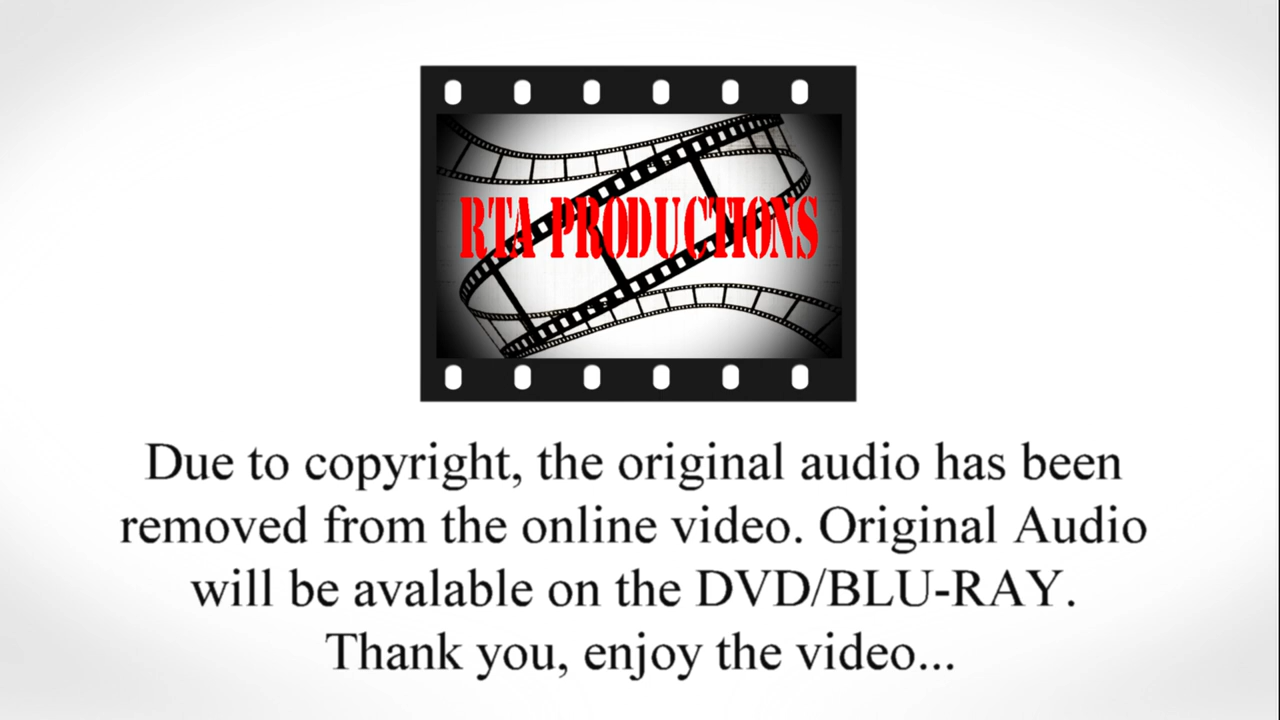 RTA PRODUCTIONS
Due to copyright, the original audio has been
removed from the online video. Original Audio
will be avalable on the DVD/BLU-RAY.
Thank you, enjoy the video...